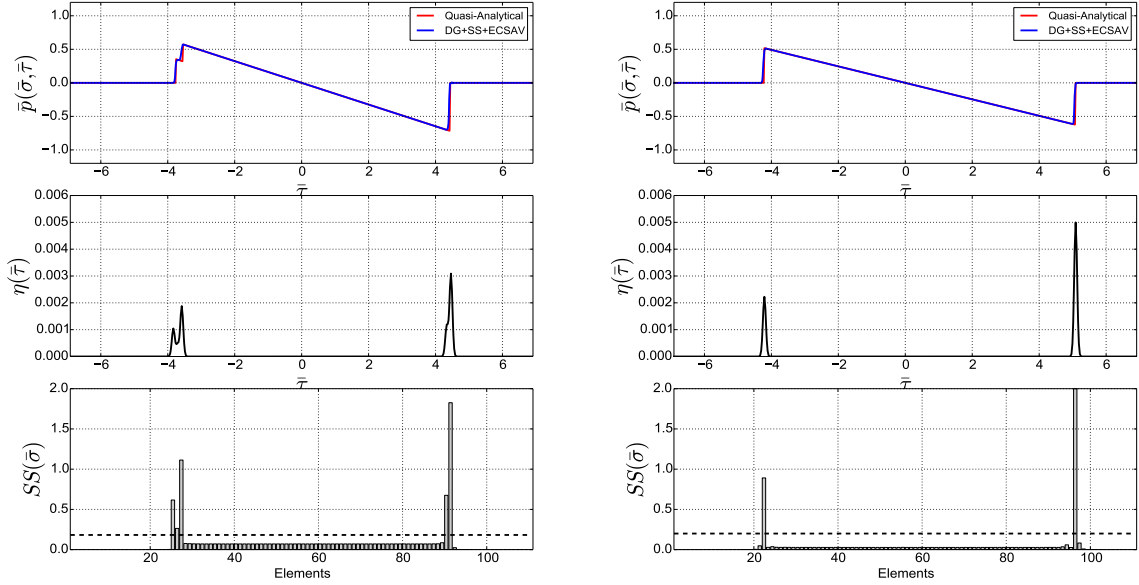 1.0
0.5
0.0
−0.5
−1.0
p̄(σ̄,τ̄)
Quasi-Analytical
DG+SS+ECSAV
−6 −4 −2 0 2 4 6
τ̄
0.006
0.005
0.004
0.003
0.002
0.001
0.000
η(τ̄)
−6 −4 −2 0 2 4 6
τ̄
2.0
1.5
1.0
0.5
0.0
SS(σ̄)
20 40 60 80 100
Elements
1.0
0.5
0.0
−0.5
−1.0
p̄(σ̄,τ̄)
Quasi-Analytical
DG+SS+ECSAV
−6 −4 −2 0 2 4 6
τ̄
0.006
0.005
0.004
0.003
0.002
0.001
0.000
η(τ̄)
−6 −4 −2 0 2 4 6
τ̄
2.0
1.5
1.0
0.5
0.0
SS(σ̄)
20 40 60 80 100
Elements